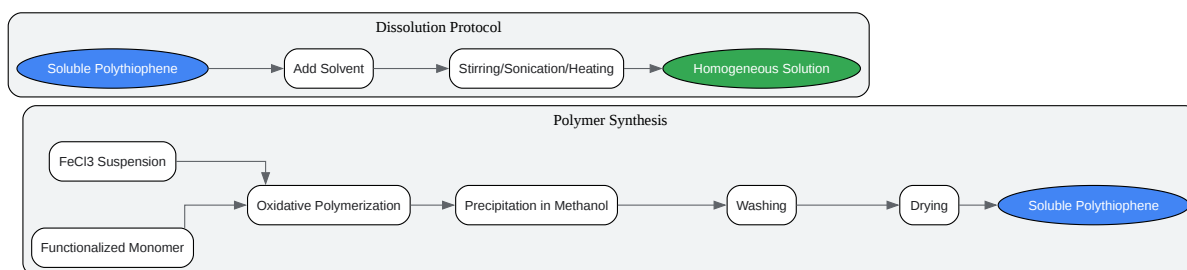 Dissolution Protocol
Soluble Polythiophene
Add Solvent
Stirring/Sonication/Heating
Homogeneous Solution
Polymer Synthesis
FeCl3 Suspension
Functionalized Monomer
Oxidative Polymerization
Precipitation in Methanol
Washing
Drying
Soluble Polythiophene